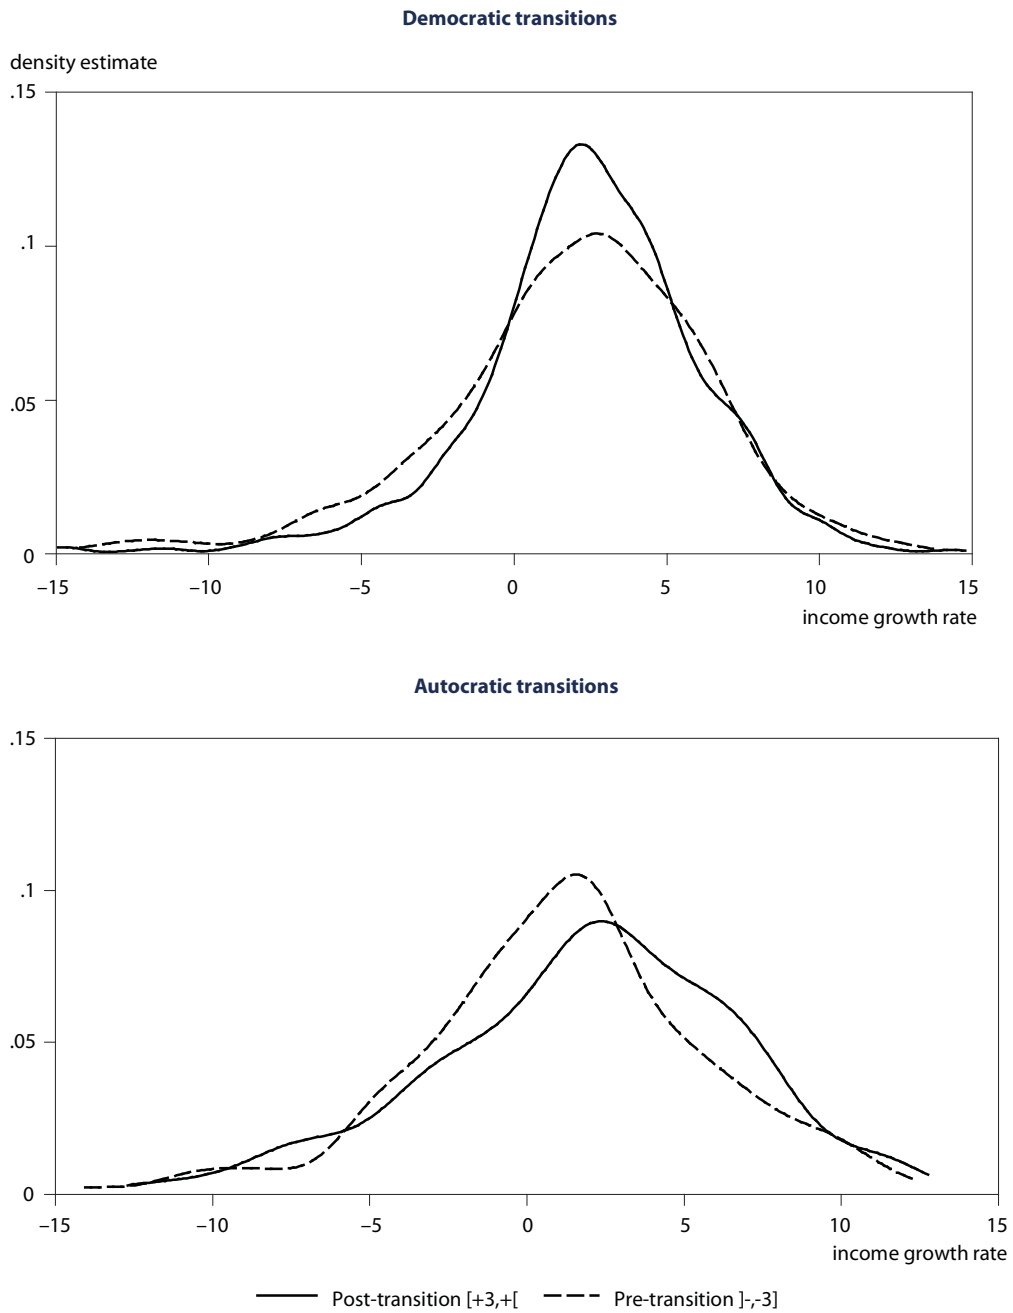 Democratic transitions
density estimate
.15
.1
.05
0
–15 –10 –5 0 5 10 15
income growth rate
Autocratic transitions
.15
.1
.05
0
–15 –10 –5 0 5 10 15
income growth rate
Post-transition [+3,+[ Pre-transition ]-,-3]